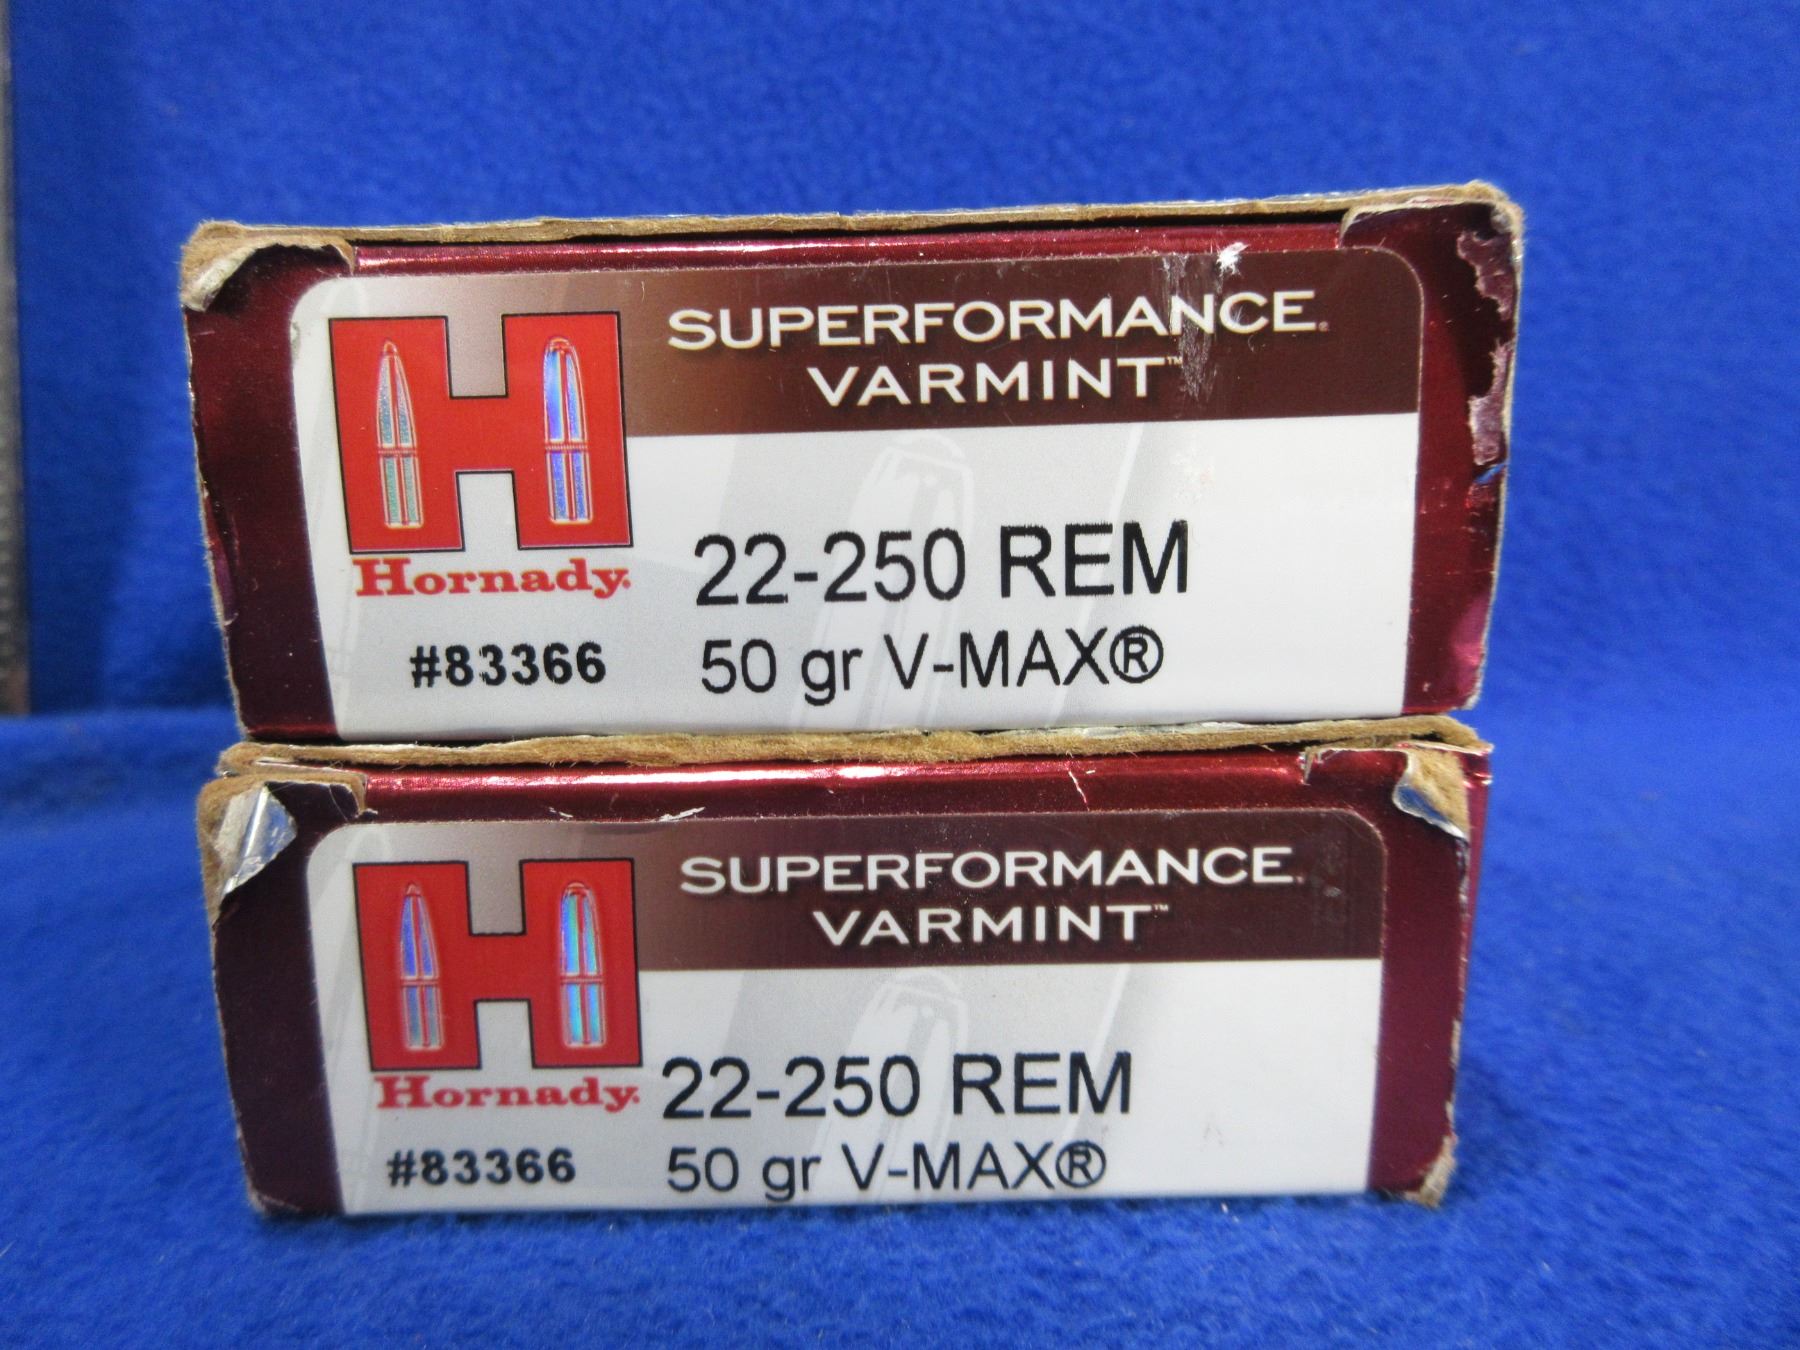 SUPERFORMANCE
VARMINT™
Hornady.
22-250 REM
#83366
50 gr V-MAX®
SUPERFORMANCE
VARMINT™
Hornady.
22-250 REM
#83366
50 gr V-MAX®